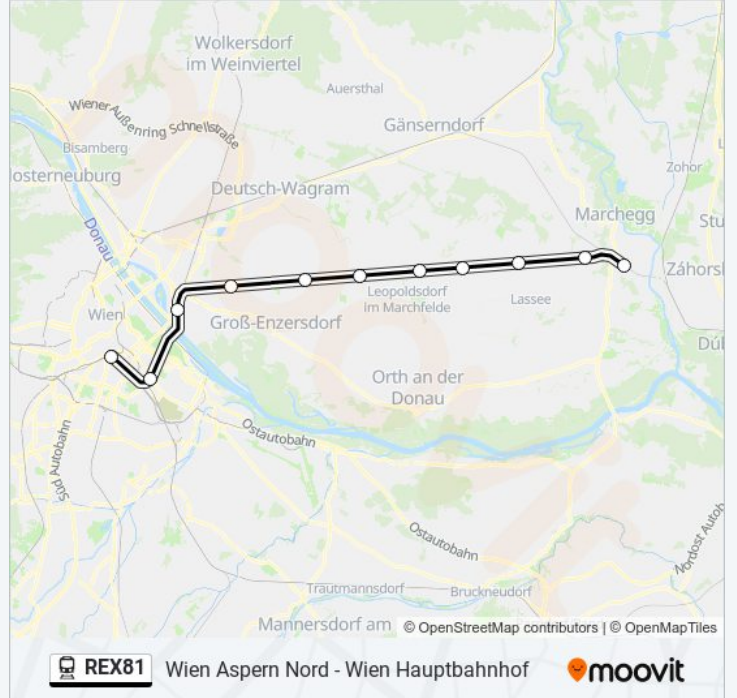 Wolkersdorf
im Weinviertel
Auersthal
Wiener Außenring Schnellstraße
Gänserndorf
Bisamberg
Zohor
losterneuburg
Deutsch-Wagram
Marchegg
Stu
Donau
Záhors
Leopoldsdorf
im Marchfelde
Lassee
Wien
Groß-Enzersdorf
Dú
Orth an der
Donau
Ostautobahn
Süd Autobahn
Ostautobahn
Nordost Autob
Trautmannsdorf
Bruckneudorf
Mannersdorf am
© OpenStreetMap contributors | © OpenMapTiles
REX81 Wien Aspern Nord - Wien Hauptbahnhof moovit